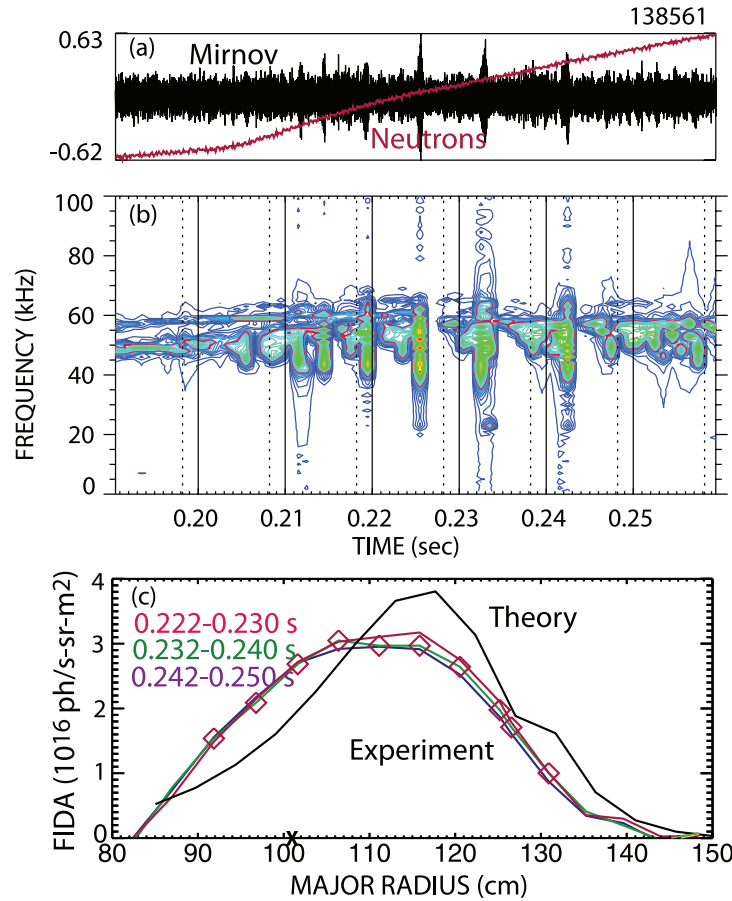 138561
0.63
(a)
Mirnov
Neutrons
-0.62
(b)
100
80
60
40
20
0
FREQUENCY (kHz)
0.20 0.21 0.22 0.23 0.24 0.25
TIME (sec)
(c)
4
3
2
1
0
FIDA (10¹⁶ ph/s-sr-m²)
0.222-0.230 s
0.232-0.240 s
0.242-0.250 s
Theory
Experiment
x
80 90 100 110 120 130 140 150
MAJOR RADIUS (cm)